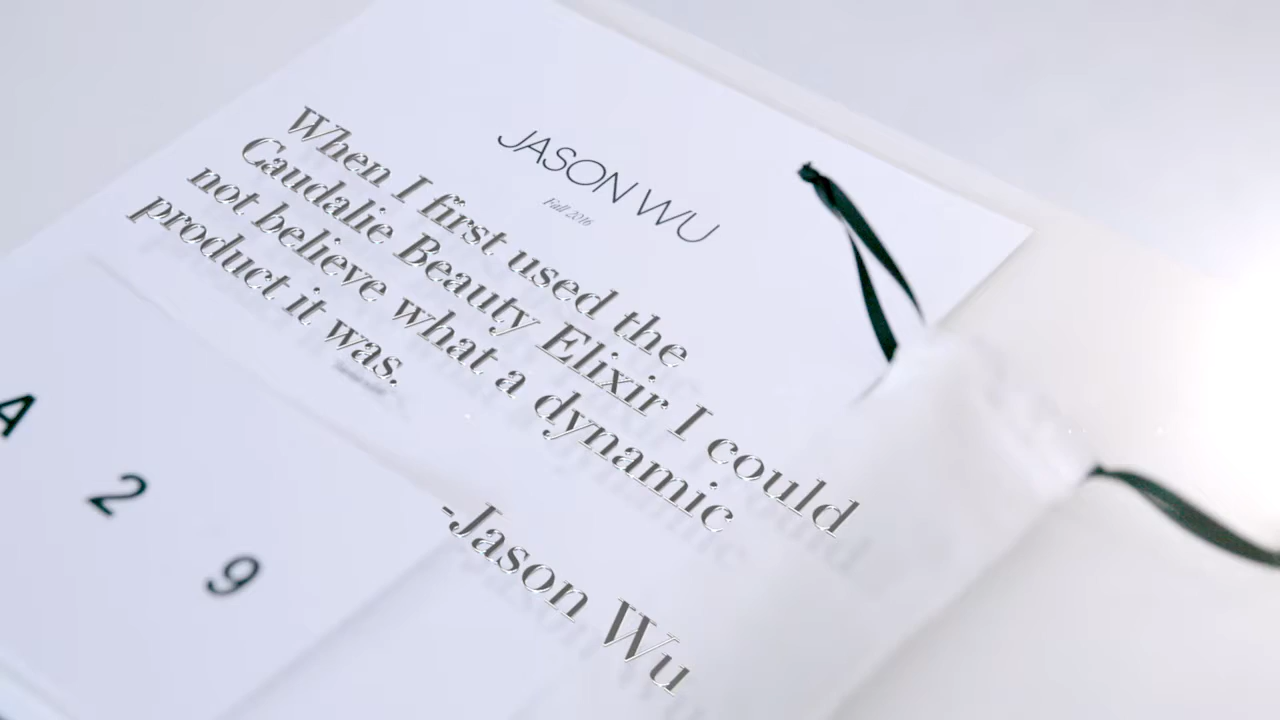 JASON WU
Fall 2016
When I first used the
Caudalie Beauty Elixir I could
not believe what a dynamic
product it was.
-Jason Wu
A
2
9